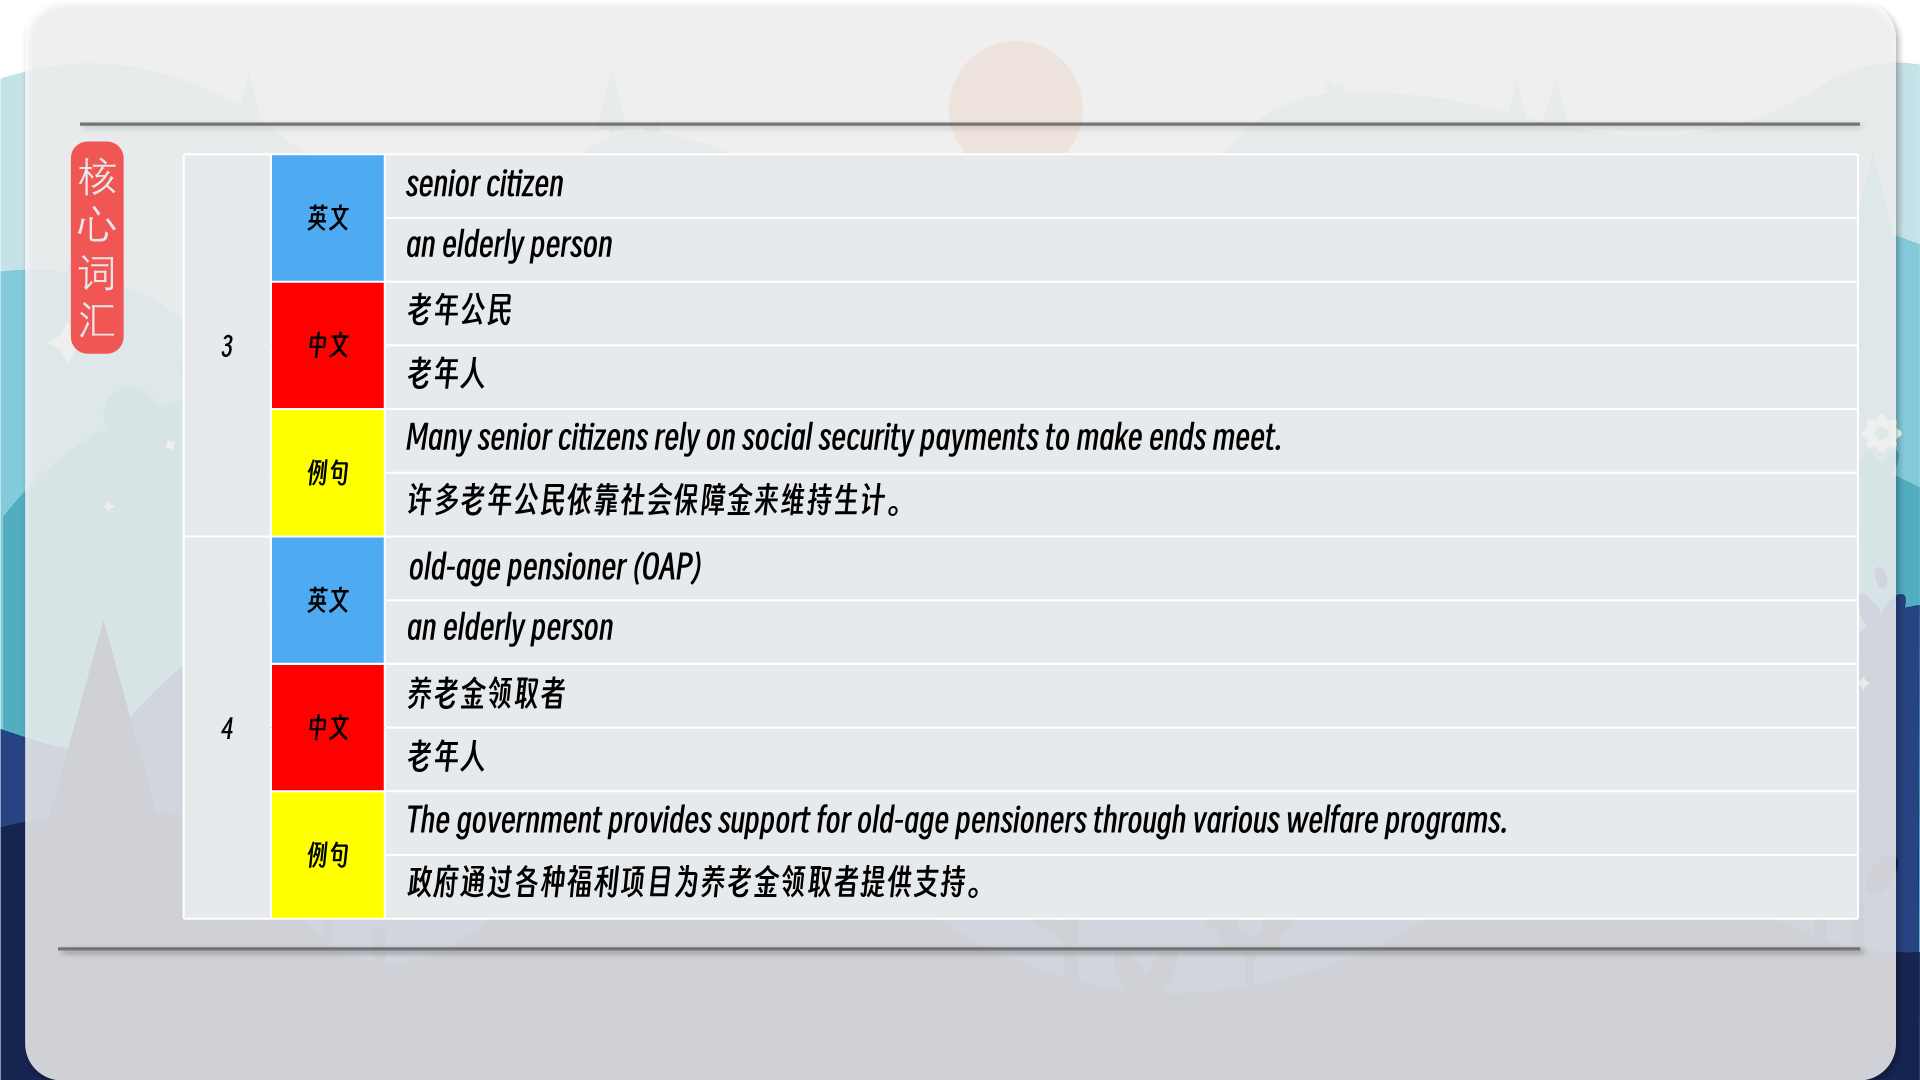 核
心
词
汇
3
英文
senior citizen
an elderly person
中文
老年公民
老年人
例句
Many senior citizens rely on social security payments to make ends meet.
许多老年公民依靠社会保障金来维持生计。
4
英文
old-age pensioner (OAP)
an elderly person
中文
养老金领取者
老年人
例句
The government provides support for old-age pensioners through various welfare programs.
政府通过各种福利项目为养老金领取者提供支持。